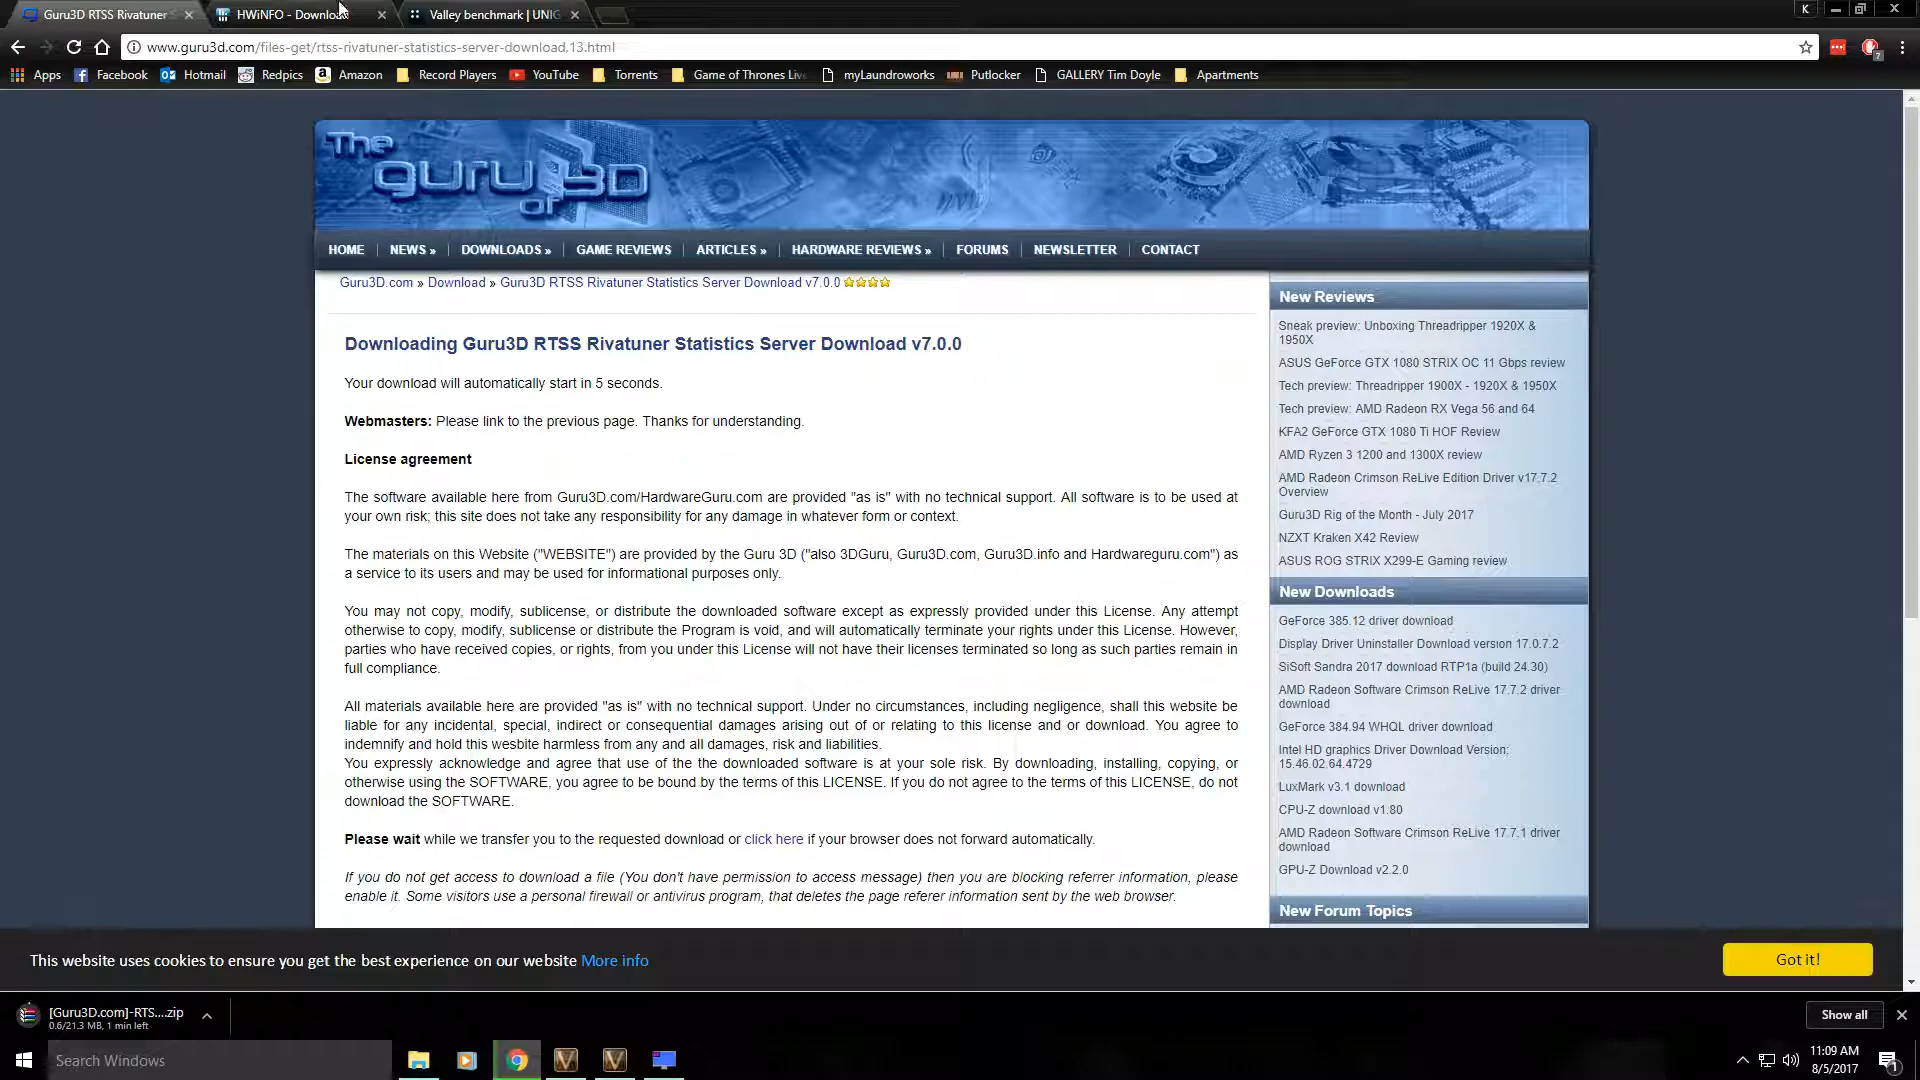 Guru3D RTSS Rivatuner
HWiNFO - Download
Valley benchmark | UNIG
K
www.guru3d.com/files-get/rtss-rivatuner-statistics-server-download,13.html
7
Apps
Facebook
Hotmail
Redpics
Amazon
Record Players
YouTube
Torrents
Game of Thrones Live
myLaundroworks
Putlocker
GALLERY Tim Doyle
Apartments
The guru of 3D
HOME
NEWS »
DOWNLOADS »
GAME REVIEWS
ARTICLES »
HARDWARE REVIEWS »
FORUMS
NEWSLETTER
CONTACT
Guru3D.com » Download » Guru3D RTSS Rivatuner Statistics Server Download v7.0.0
Downloading Guru3D RTSS Rivatuner Statistics Server Download v7.0.0
Your download will automatically start in 5 seconds.
Webmasters: Please link to the previous page. Thanks for understanding.
License agreement
The software available here from Guru3D.com/HardwareGuru.com are provided "as is" with no technical support. All software is to be used at
your own risk; this site does not take any responsibility for any damage in whatever form or context.
The materials on this Website ("WEBSITE") are provided by the Guru 3D ("also 3DGuru, Guru3D.com, Guru3D.info and Hardwareguru.com") as
a service to its users and may be used for informational purposes only.
You may not copy, modify, sublicense, or distribute the downloaded software except as expressly provided under this License. Any attempt
otherwise to copy, modify, sublicense or distribute the Program is void, and will automatically terminate your rights under this License. However,
parties who have received copies, or rights, from you under this License will not have their licenses terminated so long as such parties remain in
full compliance.
All materials available here are provided "as is" with no technical support. Under no circumstances, including negligence, shall this website be
liable for any incidental, special, indirect or consequential damages arising out of or relating to this license and or download. You agree to
indemnify and hold this wesbite harmless from any and all damages, risk and liabilities.
You expressly acknowledge and agree that use of the the downloaded software is at your sole risk. By downloading, installing, copying, or
otherwise using the SOFTWARE, you agree to be bound by the terms of this LICENSE. If you do not agree to the terms of this LICENSE, do not
download the SOFTWARE.
Please wait while we transfer you to the requested download or click here if your browser does not forward automatically.
If you do not get access to download a file (You don't have permission to access message) then you are blocking referrer information, please
enable it. Some visitors use a personal firewall or antivirus program, that deletes the page referer information sent by the web browser.
New Reviews
Sneak preview: Unboxing Threadripper 1920X &
1950X
ASUS GeForce GTX 1080 STRIX OC 11 Gbps review
Tech preview: Threadripper 1900X - 1920X & 1950X
Tech preview: AMD Radeon RX Vega 56 and 64
KFA2 GeForce GTX 1080 Ti HOF Review
AMD Ryzen 3 1200 and 1300X review
AMD Radeon Crimson ReLive Edition Driver v17.7.2
Overview
Guru3D Rig of the Month - July 2017
NZXT Kraken X42 Review
ASUS ROG STRIX X299-E Gaming review
New Downloads
GeForce 385.12 driver download
Display Driver Uninstaller Download version 17.0.7.2
SiSoft Sandra 2017 download RTP1a (build 24.30)
AMD Radeon Software Crimson ReLive 17.7.2 driver
download
GeForce 384.94 WHQL driver download
Intel HD graphics Driver Download Version:
15.46.02.64.4729
LuxMark v3.1 download
CPU-Z download v1.80
AMD Radeon Software Crimson ReLive 17.7.1 driver
download
GPU-Z Download v2.2.0
New Forum Topics
This website uses cookies to ensure you get the best experience on our website More info
Got it!
[Guru3D.com]-RTS....zip
0.6/21.3 MB, 1 min left
Show all
Search Windows
11:09 AM
8/5/2017
1